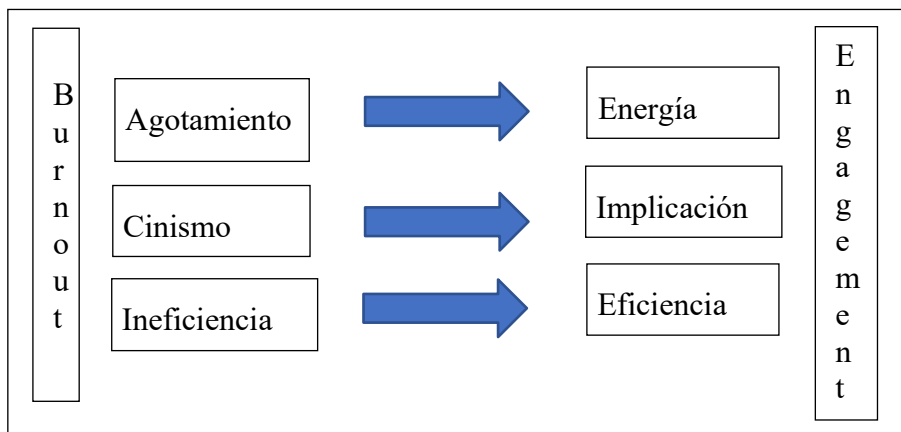 Burnout
Agotamiento
Energía
Cinismo
Implicación
Ineficiencia
Eficiencia
Engagement